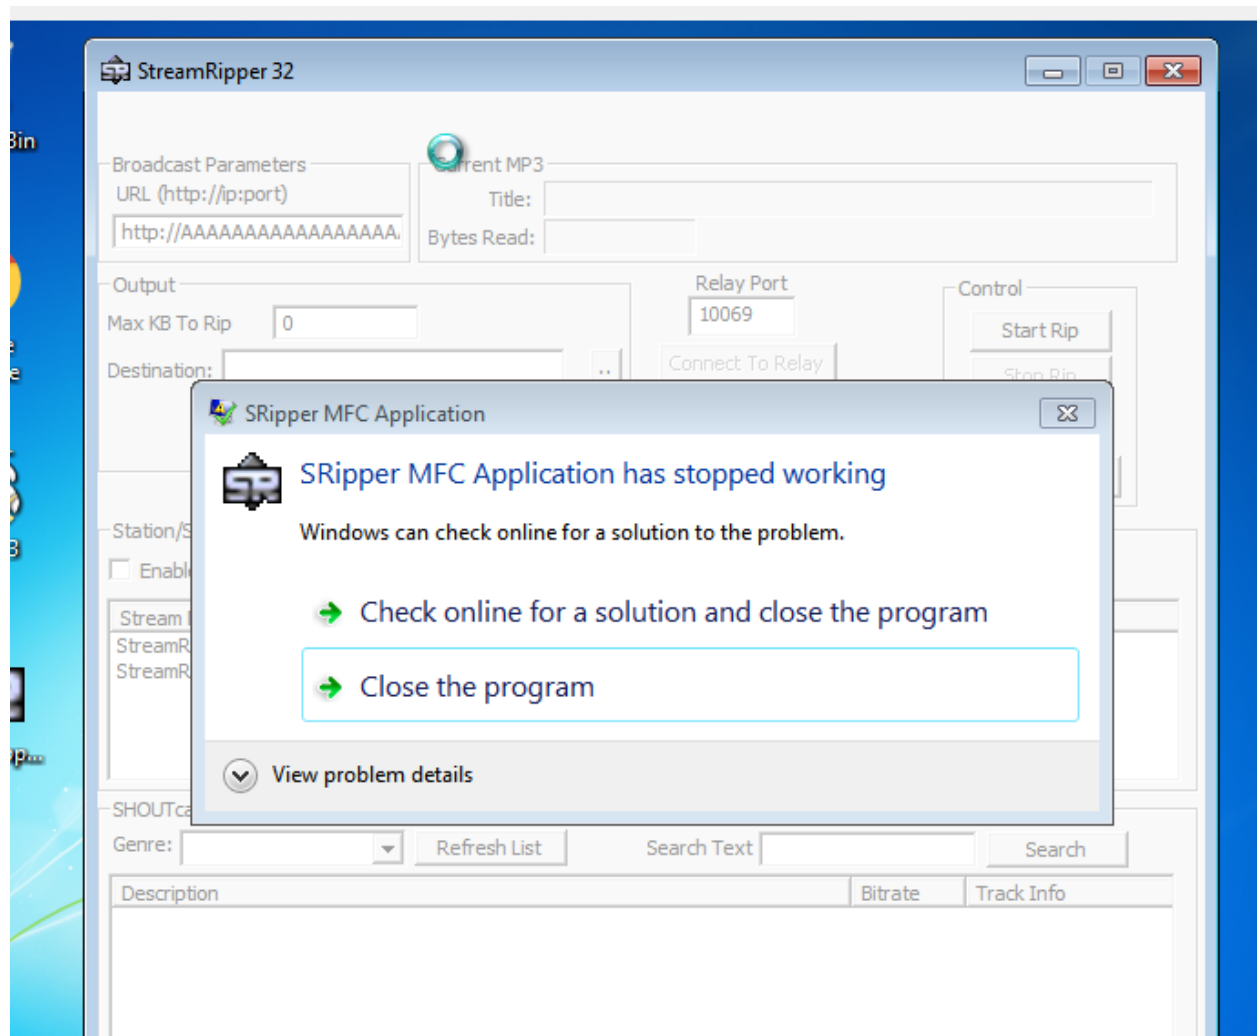 StreamRipper 32
Bin
Broadcast Parameters
Current MP3
URL (http://ip:port)
Title:
http://AAAAAAAAAAAAAAAAA
Bytes Read:
Output
Relay Port
Control
Max KB To Rip
0
10069
Start Rip
Destination:
..
Connect To Relay
Stop Rip
SRipper MFC Application
SRipper MFC Application has stopped working
Windows can check online for a solution to the problem.
Station/S
Enabl
Check online for a solution and close the program
Stream
StreamR
StreamR
Close the program
View problem details
SHOUTca
Genre:
Refresh List
Search Text
Search
Description
Bitrate
Track Info